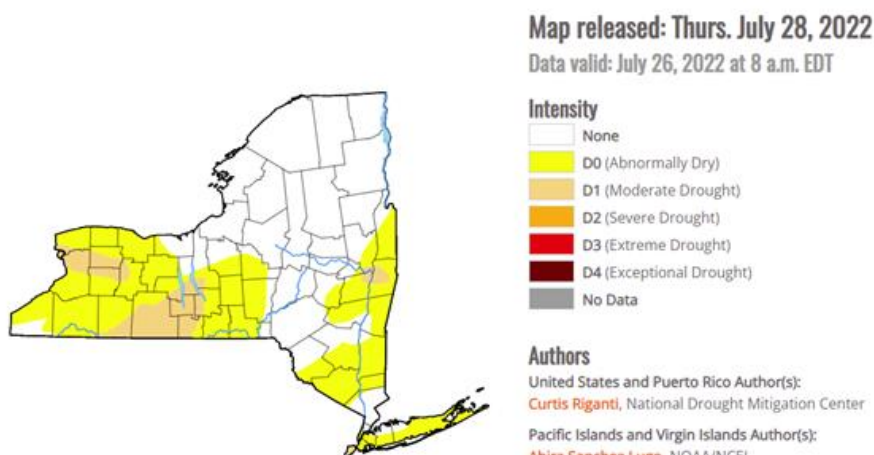 Map released: Thurs. July 28, 2022
Data valid: July 26, 2022 at 8 a.m. EDT
Intensity
None
D0 (Abnormally Dry)
D1 (Moderate Drought)
D2 (Severe Drought)
D3 (Extreme Drought)
D4 (Exceptional Drought)
No Data
Authors
United States and Puerto Rico Author(s):
Curtis Riganti, National Drought Mitigation Center
Pacific Islands and Virgin Islands Author(s):